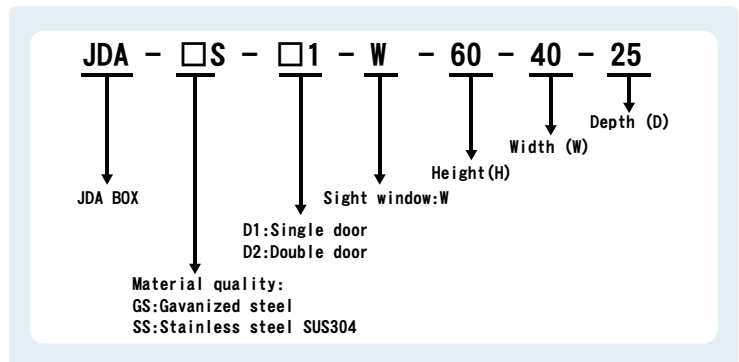 JDA - □S - □1 - W - 60 - 40 - 25
Depth (D)
Width (W)
Height(H)
JDA BOX
Sight window:W
D1:Single door
D2:Double door
Material quality:
GS:Gavanized steel
SS:Stainless steel SUS304